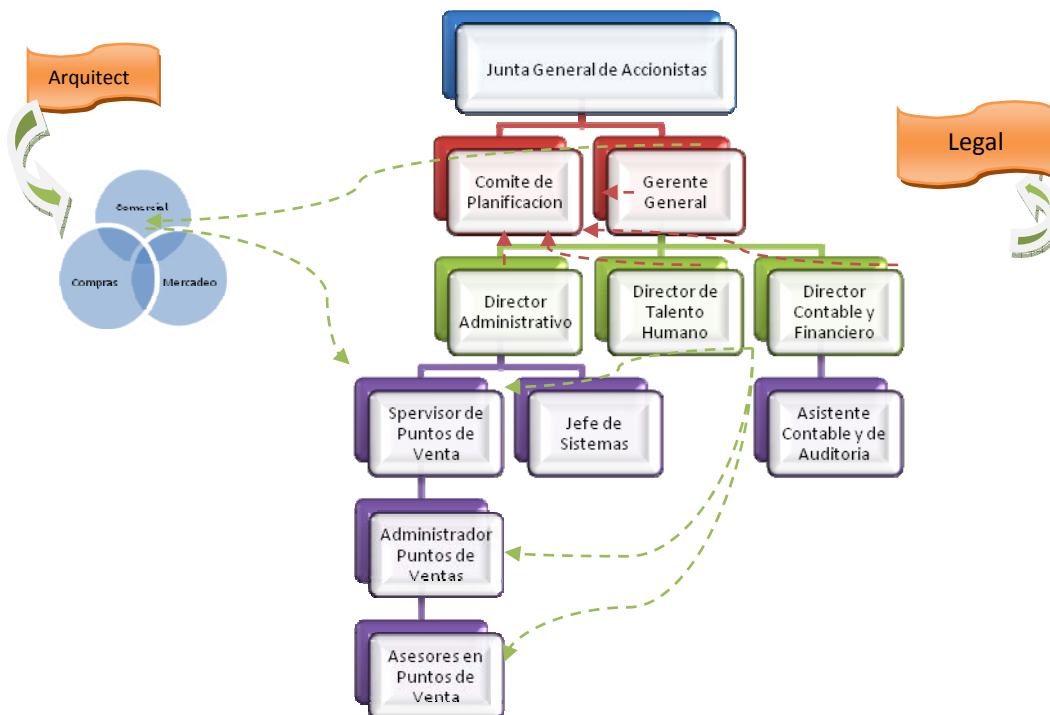 Arquitect
Junta General de Accionistas
Legal
Comite de
Planificacion
Gerente
General
Comercial
Compras
Mercadeo
Director
Administrativo
Director de
Talento
Humano
Director
Contable y
Financiero
Spervisor de
Puntos de
Venta
Jefe de
Sistemas
Asistente
Contable y de
Auditoria
Administrador
Puntos de
Ventas
Asesores en
Puntos de
Venta